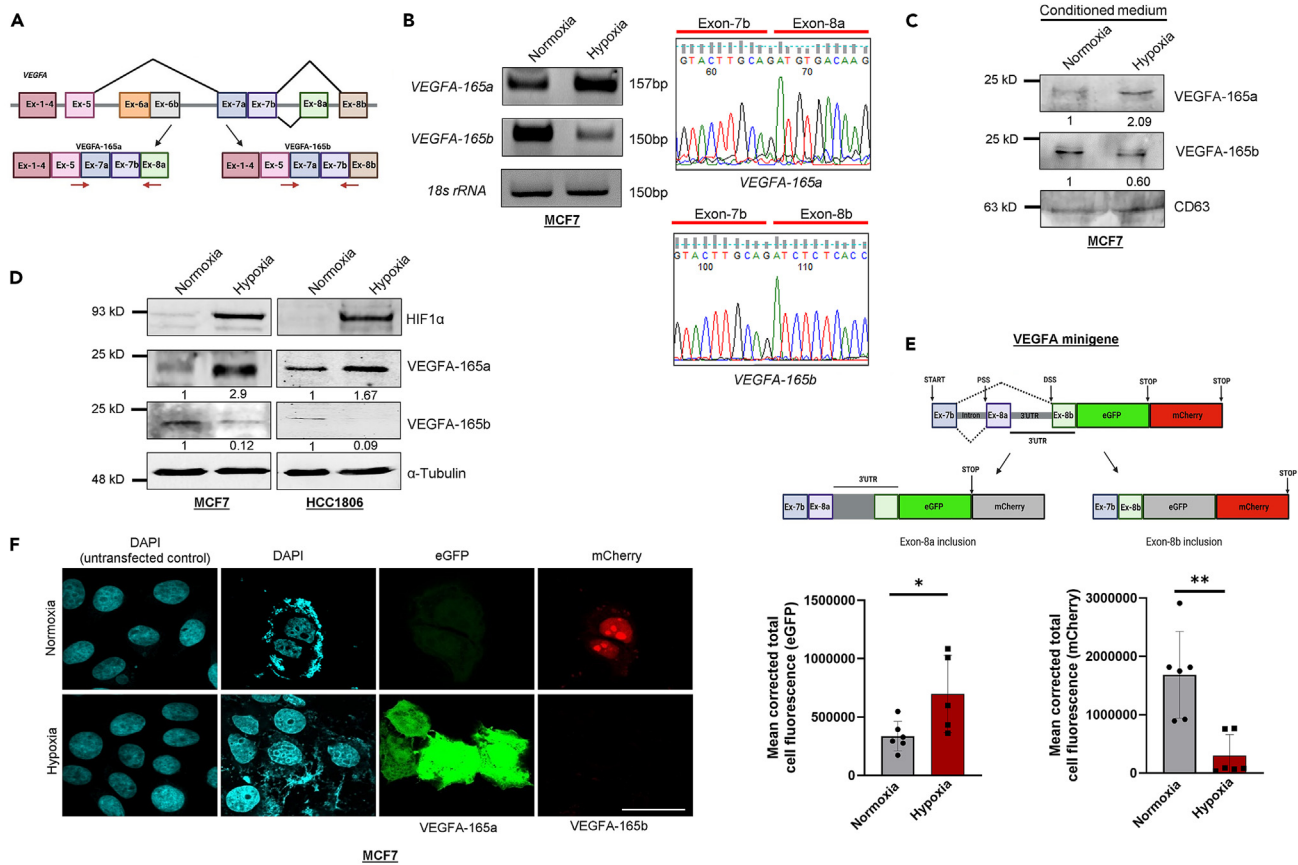 A
VEGFA
Ex-1-4
Ex-5
Ex-6a
Ex-6b
Ex-7a
Ex-7b
Ex-8a
Ex-8b
VEGFA-165a
VEGFA-165b
Ex-1-4
Ex-5
Ex-7a
Ex-7b
Ex-8a
Ex-1-4
Ex-5
Ex-7a
Ex-7b
Ex-8b
B
Normoxia
Hypoxia
VEGFA-165a
157bp
VEGFA-165b
150bp
18s rRNA
150bp
MCF7
Exon-7b
Exon-8a
GTACTTGCAGATGTGACAAG
60
70
VEGFA-165a
Exon-7b
Exon-8b
GTACTTGCAGATCTCTCACC
100
110
VEGFA-165b
C
Conditioned medium
Normoxia
Hypoxia
25 kD
VEGFA-165a
1
2.09
25 kD
VEGFA-165b
1
0.60
63 kD
CD63
MCF7
D
Normoxia
Hypoxia
Normoxia
Hypoxia
93 kD
HIF1α
25 kD
VEGFA-165a
1
2.9
1
1.67
25 kD
VEGFA-165b
1
0.12
1
0.09
48 kD
α-Tubulin
MCF7
HCC1806
E
VEGFA minigene
START
PSS
DSS
STOP
STOP
Ex-7b
Intron
Ex-8a
3'UTR
Ex-8b
eGFP
mCherry
3'UTR
3'UTR
STOP
STOP
Ex-7b
Ex-8a
eGFP
mCherry
Ex-7b
Ex-8b
eGFP
mCherry
Exon-8a inclusion
Exon-8b inclusion
F
DAPI
(untransfected control)
DAPI
eGFP
mCherry
Normoxia
Hypoxia
VEGFA-165a
VEGFA-165b
MCF7
Mean corrected total
cell fluorescence (eGFP)
1500000
1000000
500000
0
*
Normoxia
Hypoxia
Mean corrected total
cell fluorescence (mCherry)
3000000
2000000
1000000
0
**
Normoxia
Hypoxia